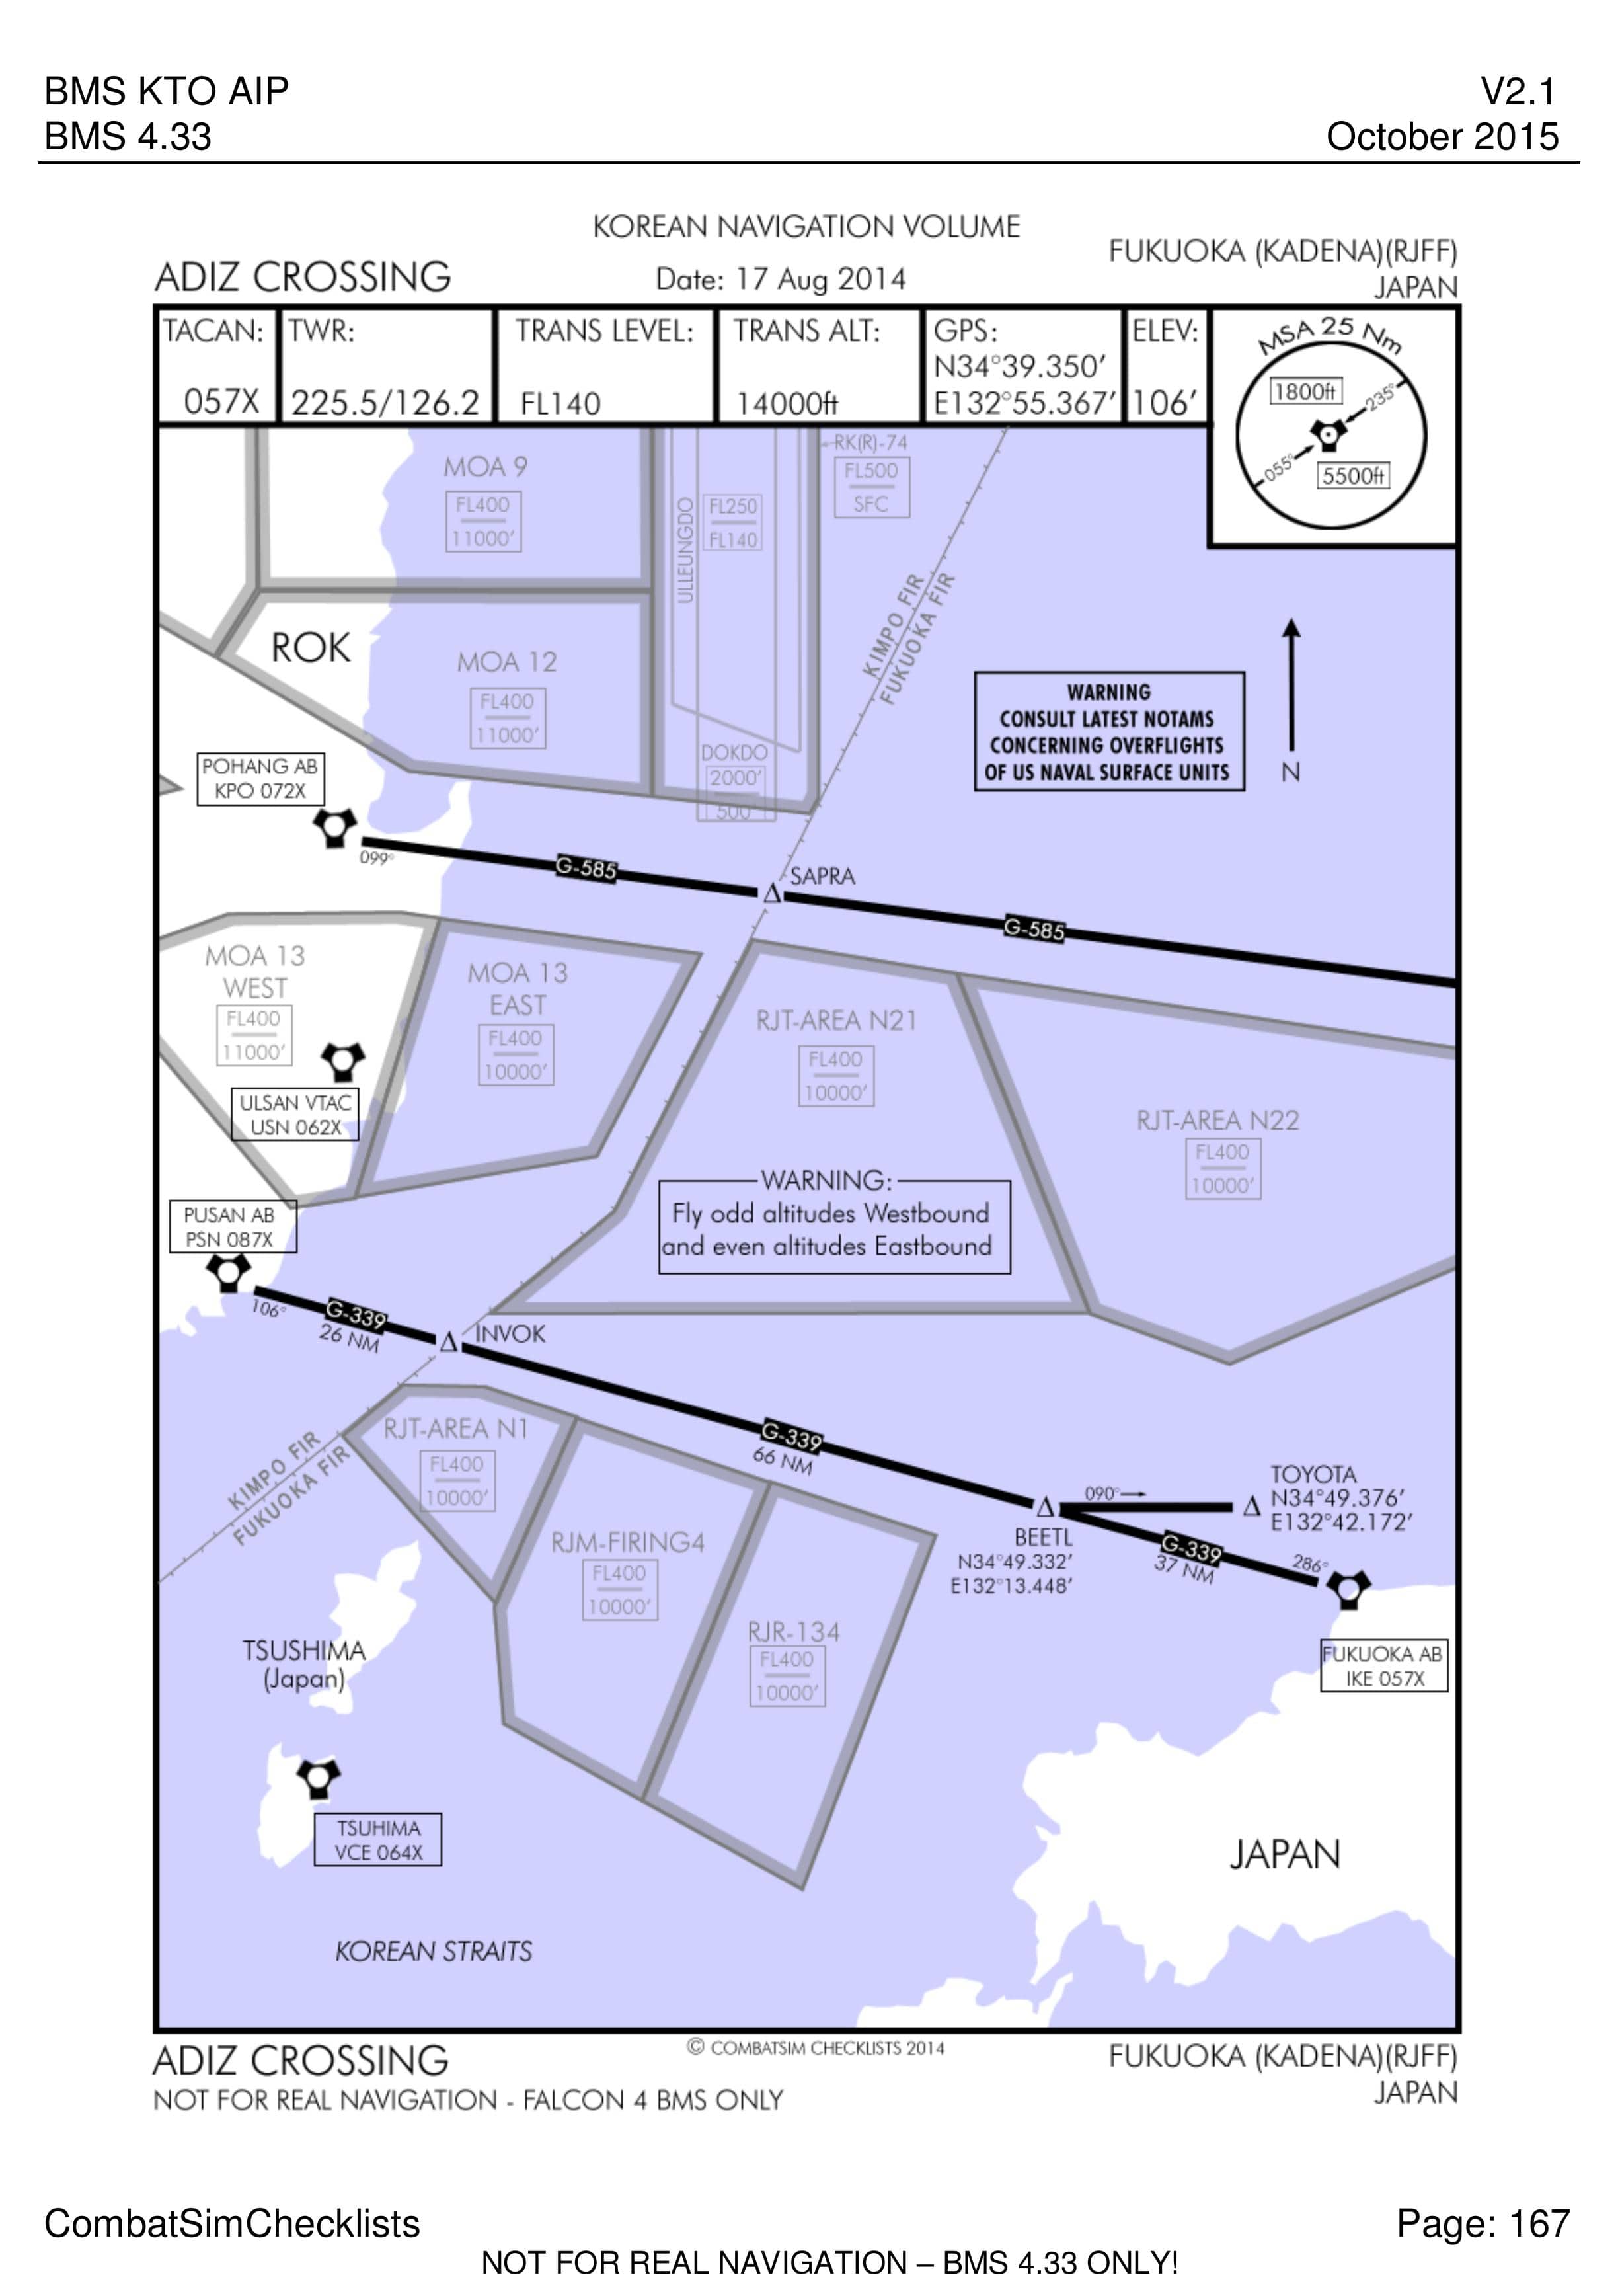 BMS KTO AIP
V2.1
BMS 4.33
October 2015
KOREAN NAVIGATION VOLUME
FUKUOKA (KADENA)(RJFF)
ADIZ CROSSING
Date: 17 Aug 2014
JAPAN
TACAN:
057X
TWR:
225.5/126.2
TRANS LEVEL:
FL140
TRANS ALT:
14000ft
GPS:
N34°39.350'
E132°55.367'
ELEV:
106'
MSA 25 Nm
1800ft
235°
055°
5500ft
MOA 9
FL400
11000'
ULLEUNGDO
FL250
FL140
RK(R)-74
FL500
SFC
KIMPO FIR
FUKUOKA FIR
ROK
MOA 12
FL400
11000'
DOKDO
2000'
500'
WARNING
CONSULT LATEST NOTAMS
CONCERNING OVERFLIGHTS
OF US NAVAL SURFACE UNITS
N
POHANG AB
KPO 072X
099°
G-585
SAPRA
G-585
MOA 13
WEST
FL400
11000'
MOA 13
EAST
FL400
10000'
RJT-AREA N21
FL400
10000'
RJT-AREA N22
FL400
10000'
ULSAN VTAC
USN 062X
WARNING:
Fly odd altitudes Westbound
and even altitudes Eastbound
PUSAN AB
PSN 087X
106°
G-339
26 NM
INVOK
RJT-AREA N1
FL400
10000'
KIMPO FIR
FUKUOKA FIR
G-339
66 NM
090°
TOYOTA
N34°49.376'
E132°42.172'
BEETL
N34°49.332'
E132°13.448'
G-339
37 NM
286°
RJM-FIRING4
FL400
10000'
RJR-134
FL400
10000'
TSUSHIMA
(Japan)
FUKUOKA AB
IKE 057X
TSUHIMA
VCE 064X
JAPAN
KOREAN STRAITS
© COMBATSIM CHECKLISTS 2014
ADIZ CROSSING
FUKUOKA (KADENA)(RJFF)
NOT FOR REAL NAVIGATION - FALCON 4 BMS ONLY
JAPAN
CombatSimChecklists
Page: 167
NOT FOR REAL NAVIGATION – BMS 4.33 ONLY!